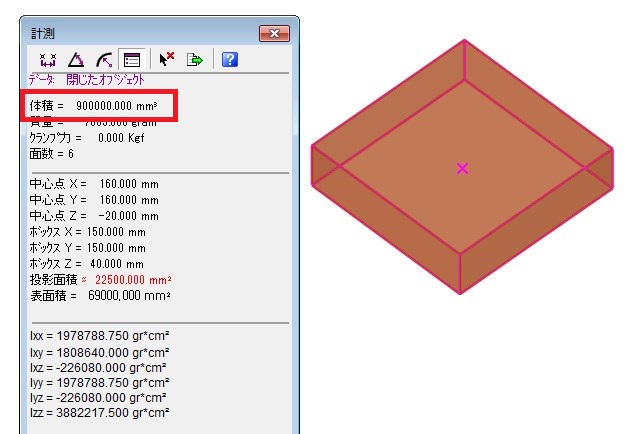 計測
データ: 閉じたオブジェクト
体積 = 900000.000 mm³
質量 = 7065.000 gram
クランプ力 = 0.000 Kgf
面数 = 6
中心点 X = 160.000 mm
中心点 Y = 160.000 mm
中心点 Z = -20.000 mm
ボックス X = 150.000 mm
ボックス Y = 150.000 mm
ボックス Z = 40.000 mm
投影面積 ≈ 22500.000 mm²
表面積 = 69000,000 mm²
Ixx = 1978788.750 gr*cm²
Ixy = 1808640.000 gr*cm²
Ixz = -226080.000 gr*cm²
Iyy = 1978788.750 gr*cm²
Iyz = -226080.000 gr*cm²
Izz = 3882217.500 gr*cm²